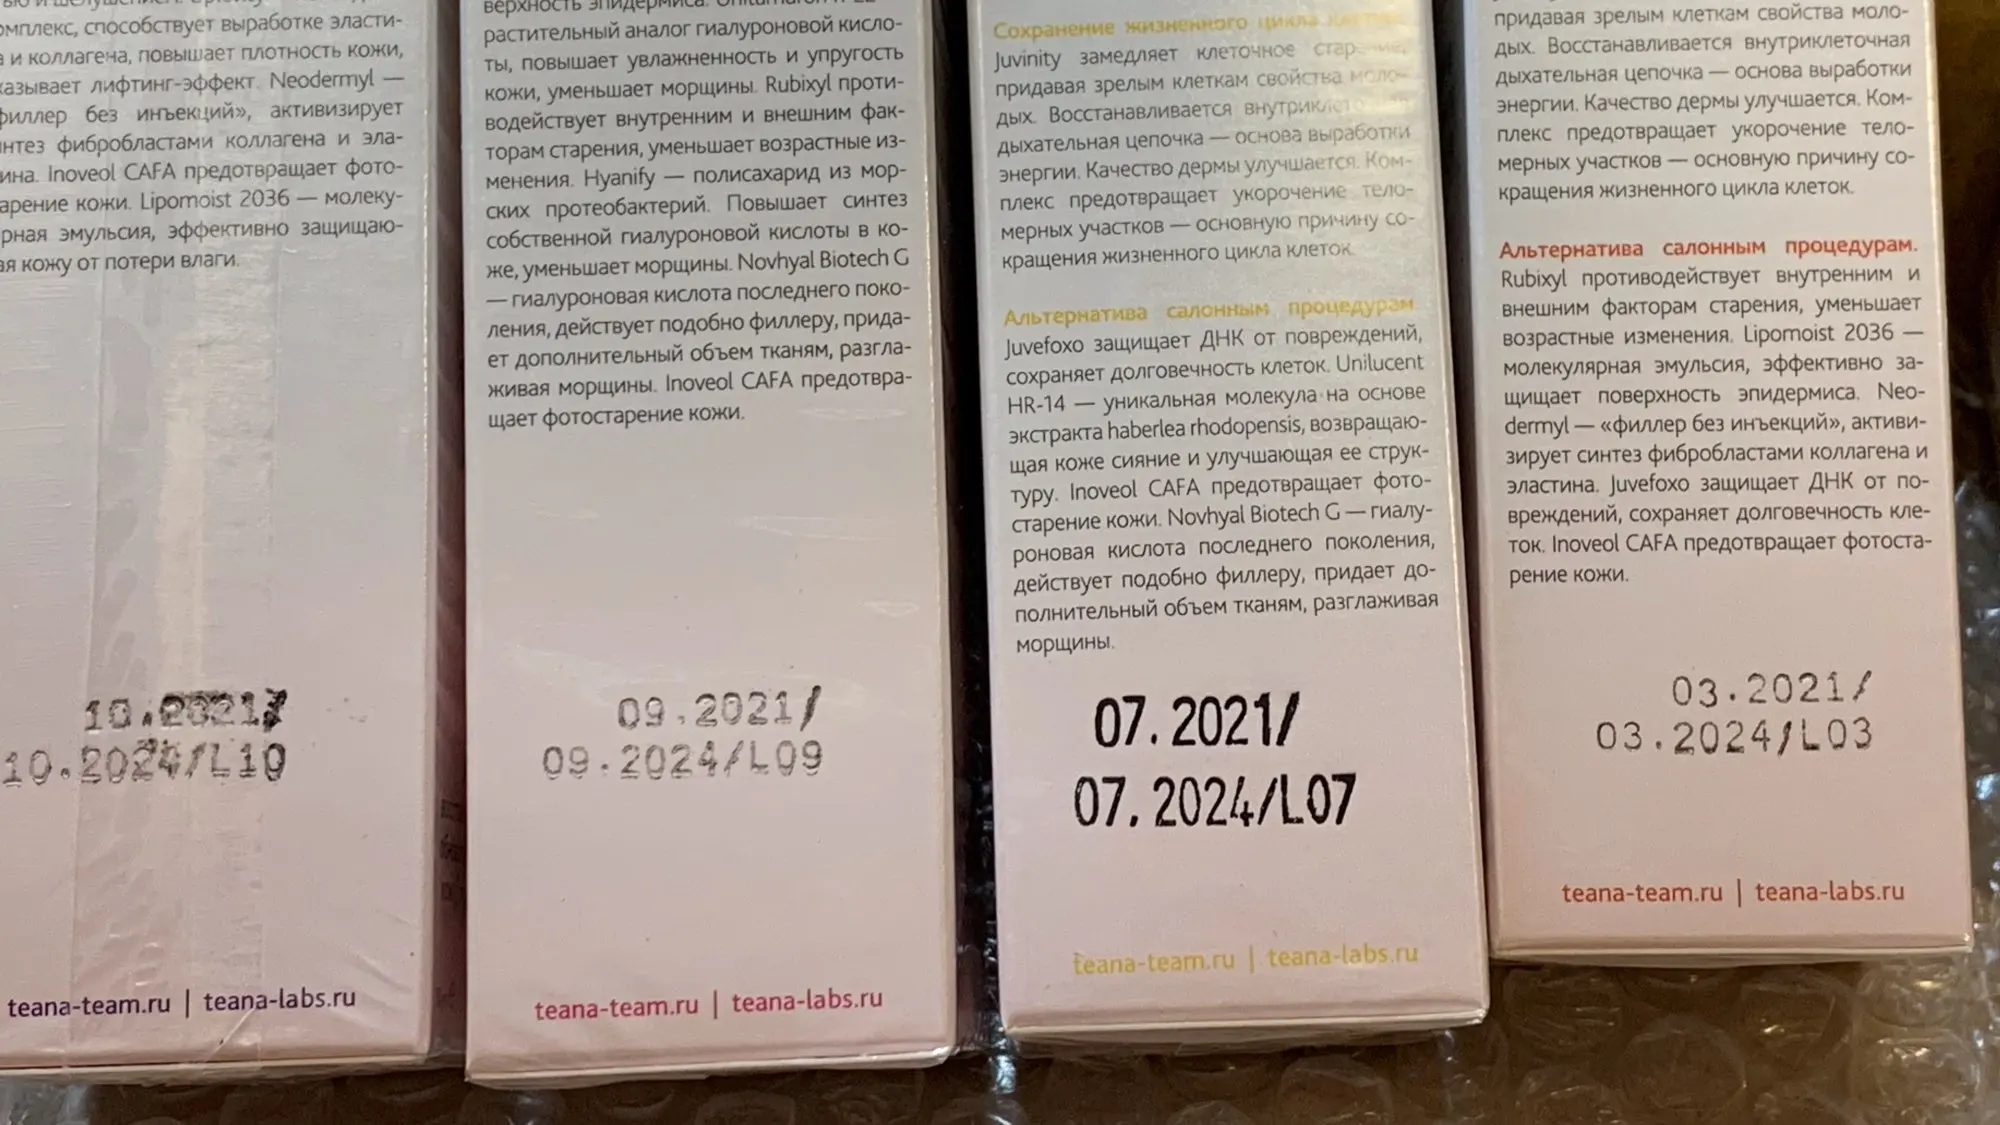 омплекс, способствует выработке эласти-
а и коллагена, повышает плотность кожи,
казывает лифтинг-эффект. Neodermyl —
филлер без инъекций», активизирует
интез фибробластами коллагена и эла-
ина. Inoveol CAFA предотвращает фото-
арение кожи. Lipomoist 2036 — молеку-
рная эмульсия, эффективно защищаю-
ая кожу от потери влаги.
10.2021/
10.2024/L10
teana-team.ru | teana-labs.ru
верхность эпидермиса.
растительный аналог гиалуроновой кисло-
ты, повышает увлажненность и упругость
кожи, уменьшает морщины. Rubixyl проти-
водействует внутренним и внешним фак-
торам старения, уменьшает возрастные из-
менения. Hyanify — полисахарид из мор-
ских протеобактерий. Повышает синтез
собственной гиалуроновой кислоты в ко-
же, уменьшает морщины. Novhyal Biotech G
— гиалуроновая кислота последнего поко-
ления, действует подобно филлеру, прида-
ет дополнительный объем тканям, разгла-
живая морщины. Inoveol CAFA предотвра-
щает фотостарение кожи.
09.2021/
09.2024/L09
teana-team.ru | teana-labs.ru
Сохранение жизненного цикла клеток.
Juvinity замедляет клеточное старение,
придавая зрелым клеткам свойства моло-
дых. Восстанавливается внутриклеточная
дыхательная цепочка — основа выработки
энергии. Качество дермы улучшается. Ком-
плекс предотвращает укорочение тело-
мерных участков — основную причину со-
кращения жизненного цикла клеток.
Альтернатива салонным процедурам
Juvefoxo защищает ДНК от повреждений,
сохраняет долговечность клеток. Unilucent
HR-14 — уникальная молекула на основе
экстракта haberlea rhodopensis, возвращаю-
щая коже сияние и улучшающая ее струк-
туру. Inoveol CAFA предотвращает фото-
старение кожи. Novhyal Biotech G — гиалу-
роновая кислота последнего поколения,
действует подобно филлеру, придает до-
полнительный объем тканям, разглаживая
морщины.
07.2021/
07.2024/L07
teana-team.ru | teana-labs.ru
придавая зрелым клеткам свойства моло-
дых. Восстанавливается внутриклеточная
дыхательная цепочка — основа выработки
энергии. Качество дермы улучшается. Ком-
плекс предотвращает укорочение тело-
мерных участков — основную причину со-
кращения жизненного цикла клеток.
Альтернатива салонным процедурам.
Rubixyl противодействует внутренним и
внешним факторам старения, уменьшает
возрастные изменения. Lipomoist 2036 —
молекулярная эмульсия, эффективно за-
щищает поверхность эпидермиса. Neo-
dermyl — «филлер без инъекций», активи-
зирует синтез фибробластами коллагена и
эластина. Juvefoxo защищает ДНК от по-
вреждений, сохраняет долговечность кле-
ток. Inoveol CAFA предотвращает фотоста-
рение кожи.
03.2021/
03.2024/L03
teana-team.ru | teana-labs.ru